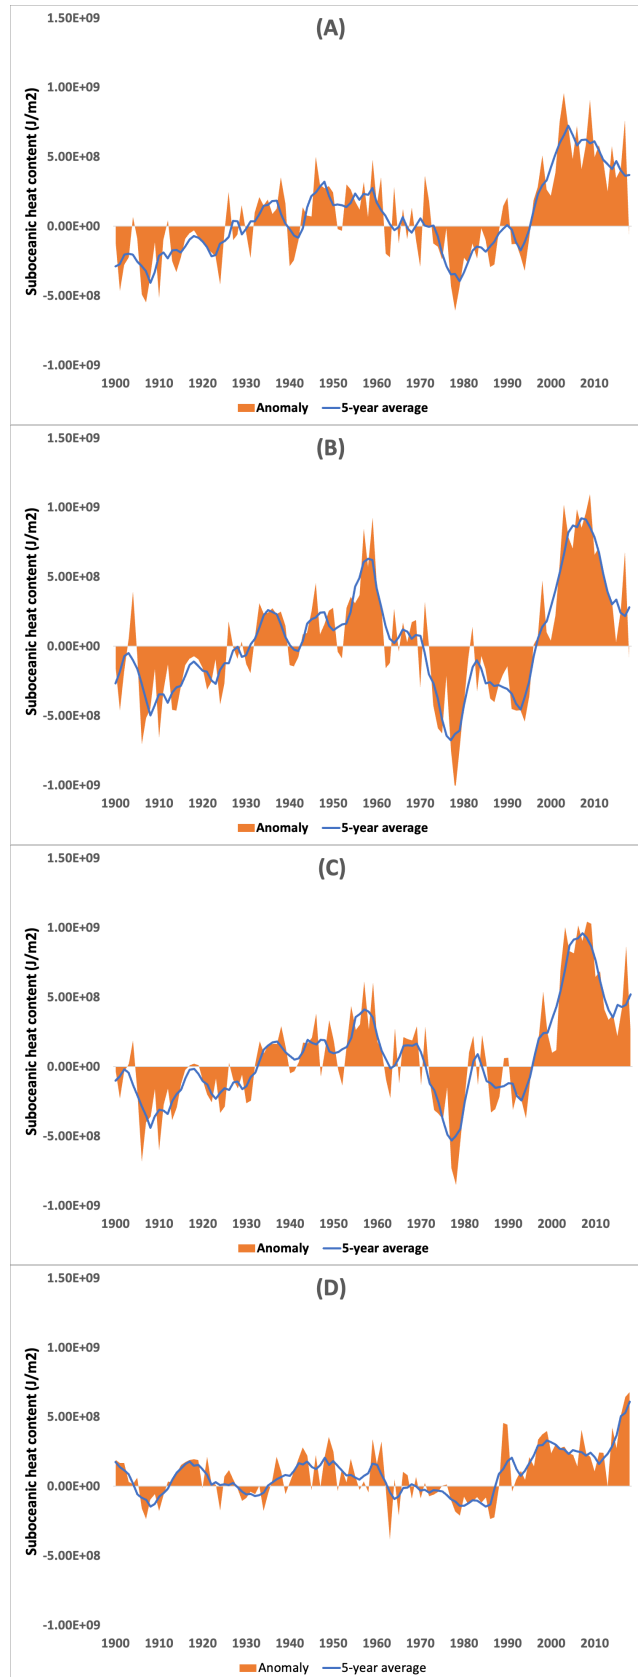 (A)
Suboceanic heat content (J/m2)
1.50E+09
1.00E+09
5.00E+08
0.00E+00
-5.00E+08
-1.00E+09
1900 1910 1920 1930 1940 1950 1960 1970 1980 1990 2000 2010
Anomaly 5-year average
(B)
Suboceanic heat content (J/m2)
1.50E+09
1.00E+09
5.00E+08
0.00E+00
-5.00E+08
-1.00E+09
1900 1910 1920 1930 1940 1950 1960 1970 1980 1990 2000 2010
Anomaly 5-year average
(C)
Suboceanic heat content (J/m2)
1.50E+09
1.00E+09
5.00E+08
0.00E+00
-5.00E+08
-1.00E+09
1900 1910 1920 1930 1940 1950 1960 1970 1980 1990 2000 2010
Anomaly 5-year average
(D)
Suboceanic heat content (J/m2)
1.50E+09
1.00E+09
5.00E+08
0.00E+00
-5.00E+08
-1.00E+09
1900 1910 1920 1930 1940 1950 1960 1970 1980 1990 2000 2010
Anomaly 5-year average